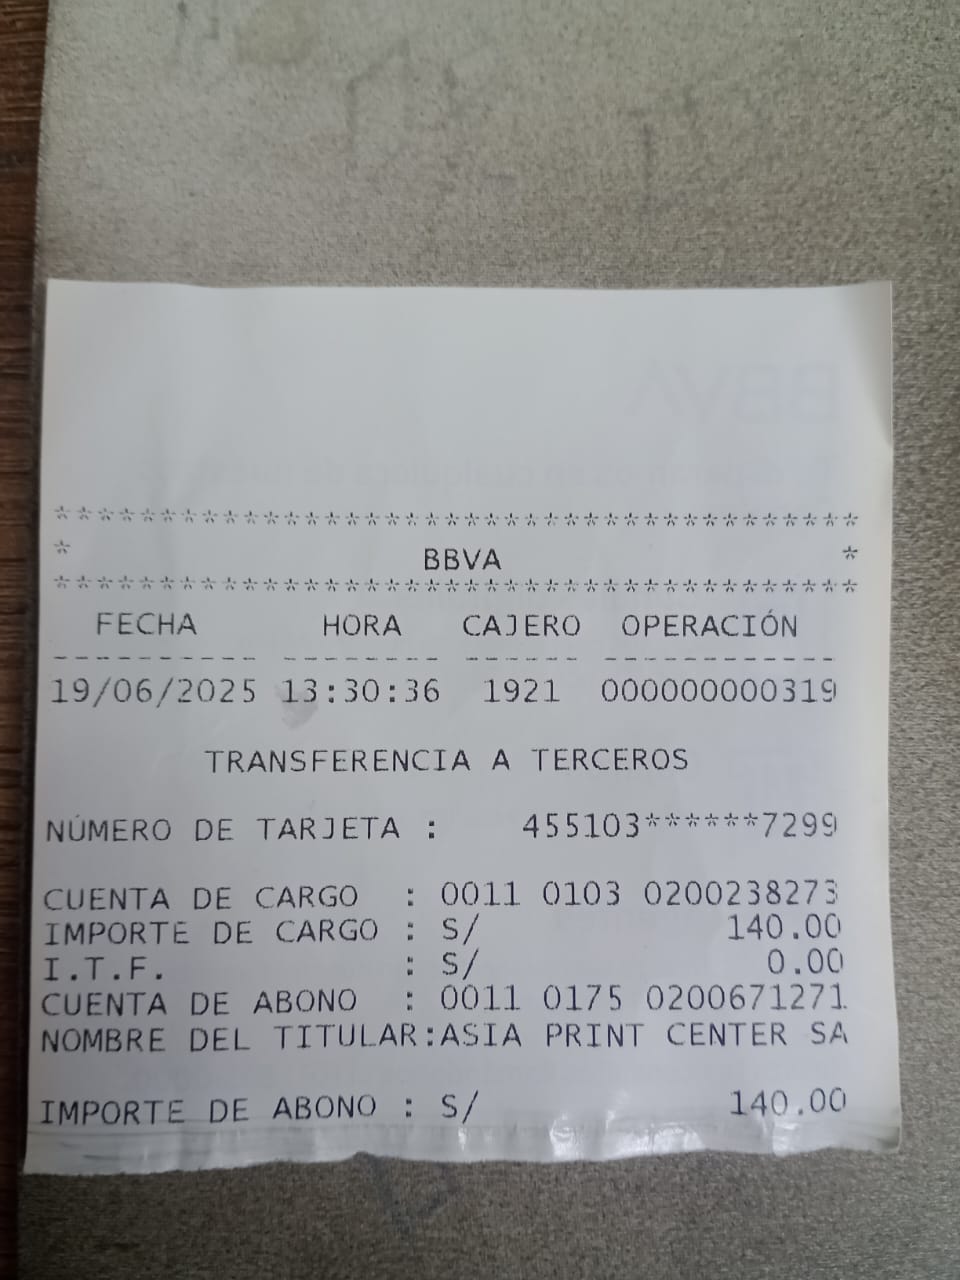 ****************************************
* BBVA *
****************************************
FECHA HORA CAJERO OPERACIÓN
---------- -------- ------ ------------
19/06/2025 13:30:36 1921 000000000319
TRANSFERENCIA A TERCEROS
NÚMERO DE TARJETA : 455103******7299
CUENTA DE CARGO : 0011 0103 0200238273
IMPORTE DE CARGO : S/ 140.00
I.T.F. : S/ 0.00
CUENTA DE ABONO : 0011 0175 0200671271
NOMBRE DEL TITULAR:ASIA PRINT CENTER SA
IMPORTE DE ABONO : S/ 140.00